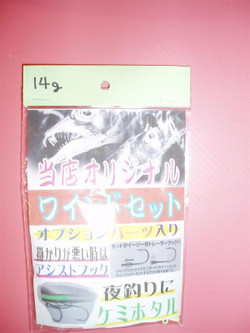 14g
当店オリジナル
ワインドセット
オプションパーツ入り
掛かりが悪い時は
アシストフック
夜釣りに
ケミホタル